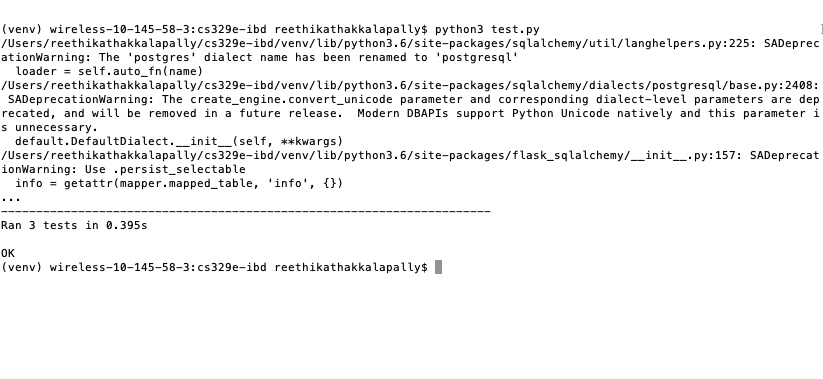 (venv) wireless-10-145-58-3:cs329e-ibd reethikathakkalapally$ python3 test.py
/Users/reethikathakkalapally/cs329e-ibd/venv/lib/python3.6/site-packages/sqlalchemy/util/langhelpers.py:225: SADeprec
ationWarning: The 'postgres' dialect name has been renamed to 'postgresql'
  loader = self.auto_fn(name)
/Users/reethikathakkalapally/cs329e-ibd/venv/lib/python3.6/site-packages/sqlalchemy/dialects/postgresql/base.py:2408:
 SADeprecationWarning: The create_engine.convert_unicode parameter and corresponding dialect-level parameters are dep
recated, and will be removed in a future release.  Modern DBAPIs support Python Unicode natively and this parameter i
s unnecessary.
  default.DefaultDialect.__init__(self, **kwargs)
/Users/reethikathakkalapally/cs329e-ibd/venv/lib/python3.6/site-packages/flask_sqlalchemy/__init__.py:157: SADeprecat
ionWarning: Use .persist_selectable
  info = getattr(mapper.mapped_table, 'info', {})
...
----------------------------------------------------------------------
Ran 3 tests in 0.395s

OK
(venv) wireless-10-145-58-3:cs329e-ibd reethikathakkalapally$